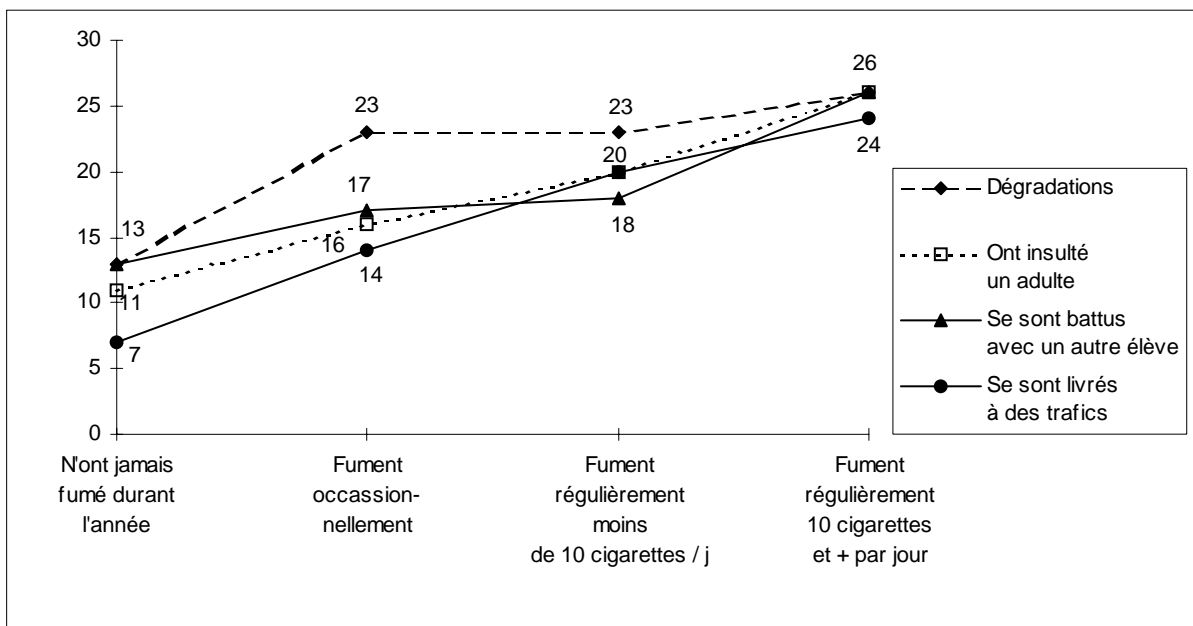 30
25
20
15
10
5
0
13
11
7
23
17
16
14
23
20
18
26
24
Dégradations
Ont insulté
un adulte
Se sont battus
avec un autre élève
Se sont livrés
à des trafics
N'ont jamais
fumé durant
l'année
Fument
occassion-
nellement
Fument
régulièrement
moins
de 10 cigarettes / j
Fument
régulièrement
10 cigarettes
et + par jour